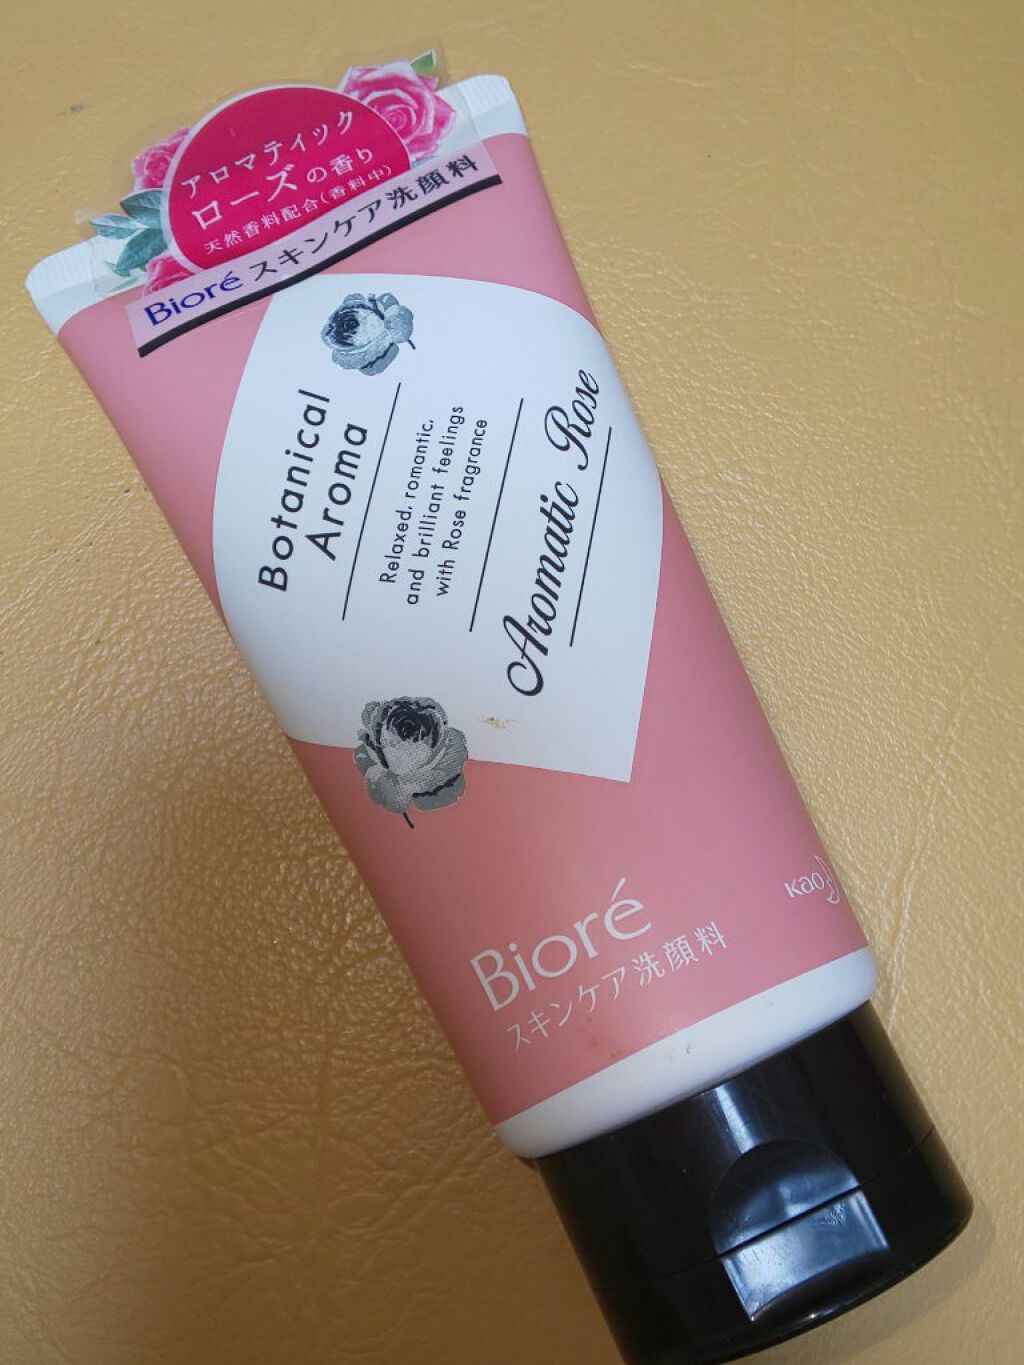 アロマティック
ローズの香り
天然香料配合(香料中)
Bioré スキンケア洗顔料
Botanical
Aroma
Relaxed, romantic,
and brilliant feelings
with Rose fragrance
Aromatic Rose
Kao
Bioré
スキンケア洗顔料